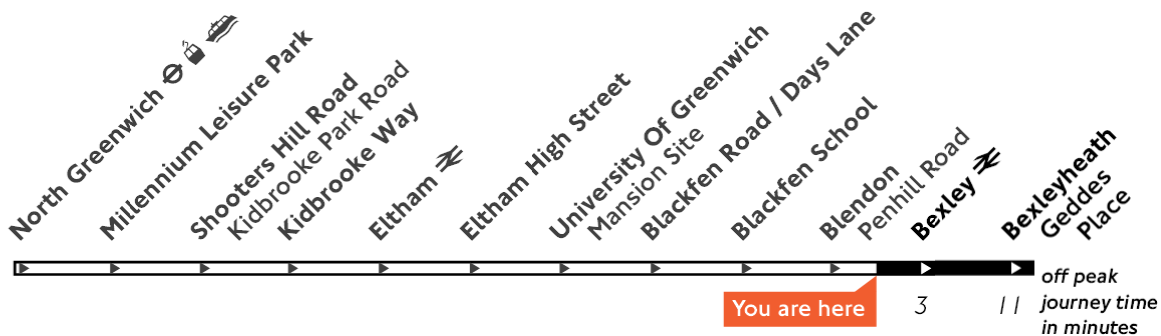 North Greenwich
Millennium Leisure Park
Shooters Hill Road
Kidbrooke Park Road
Kidbrooke Way
Eltham
Eltham High Street
University Of Greenwich
Mansion Site
Blackfen Road / Days Lane
Blackfen School
Blendon
Penhill Road
Bexley
Bexleyheath
Geddes
Place
You are here
3
11
off peak
journey time
in minutes